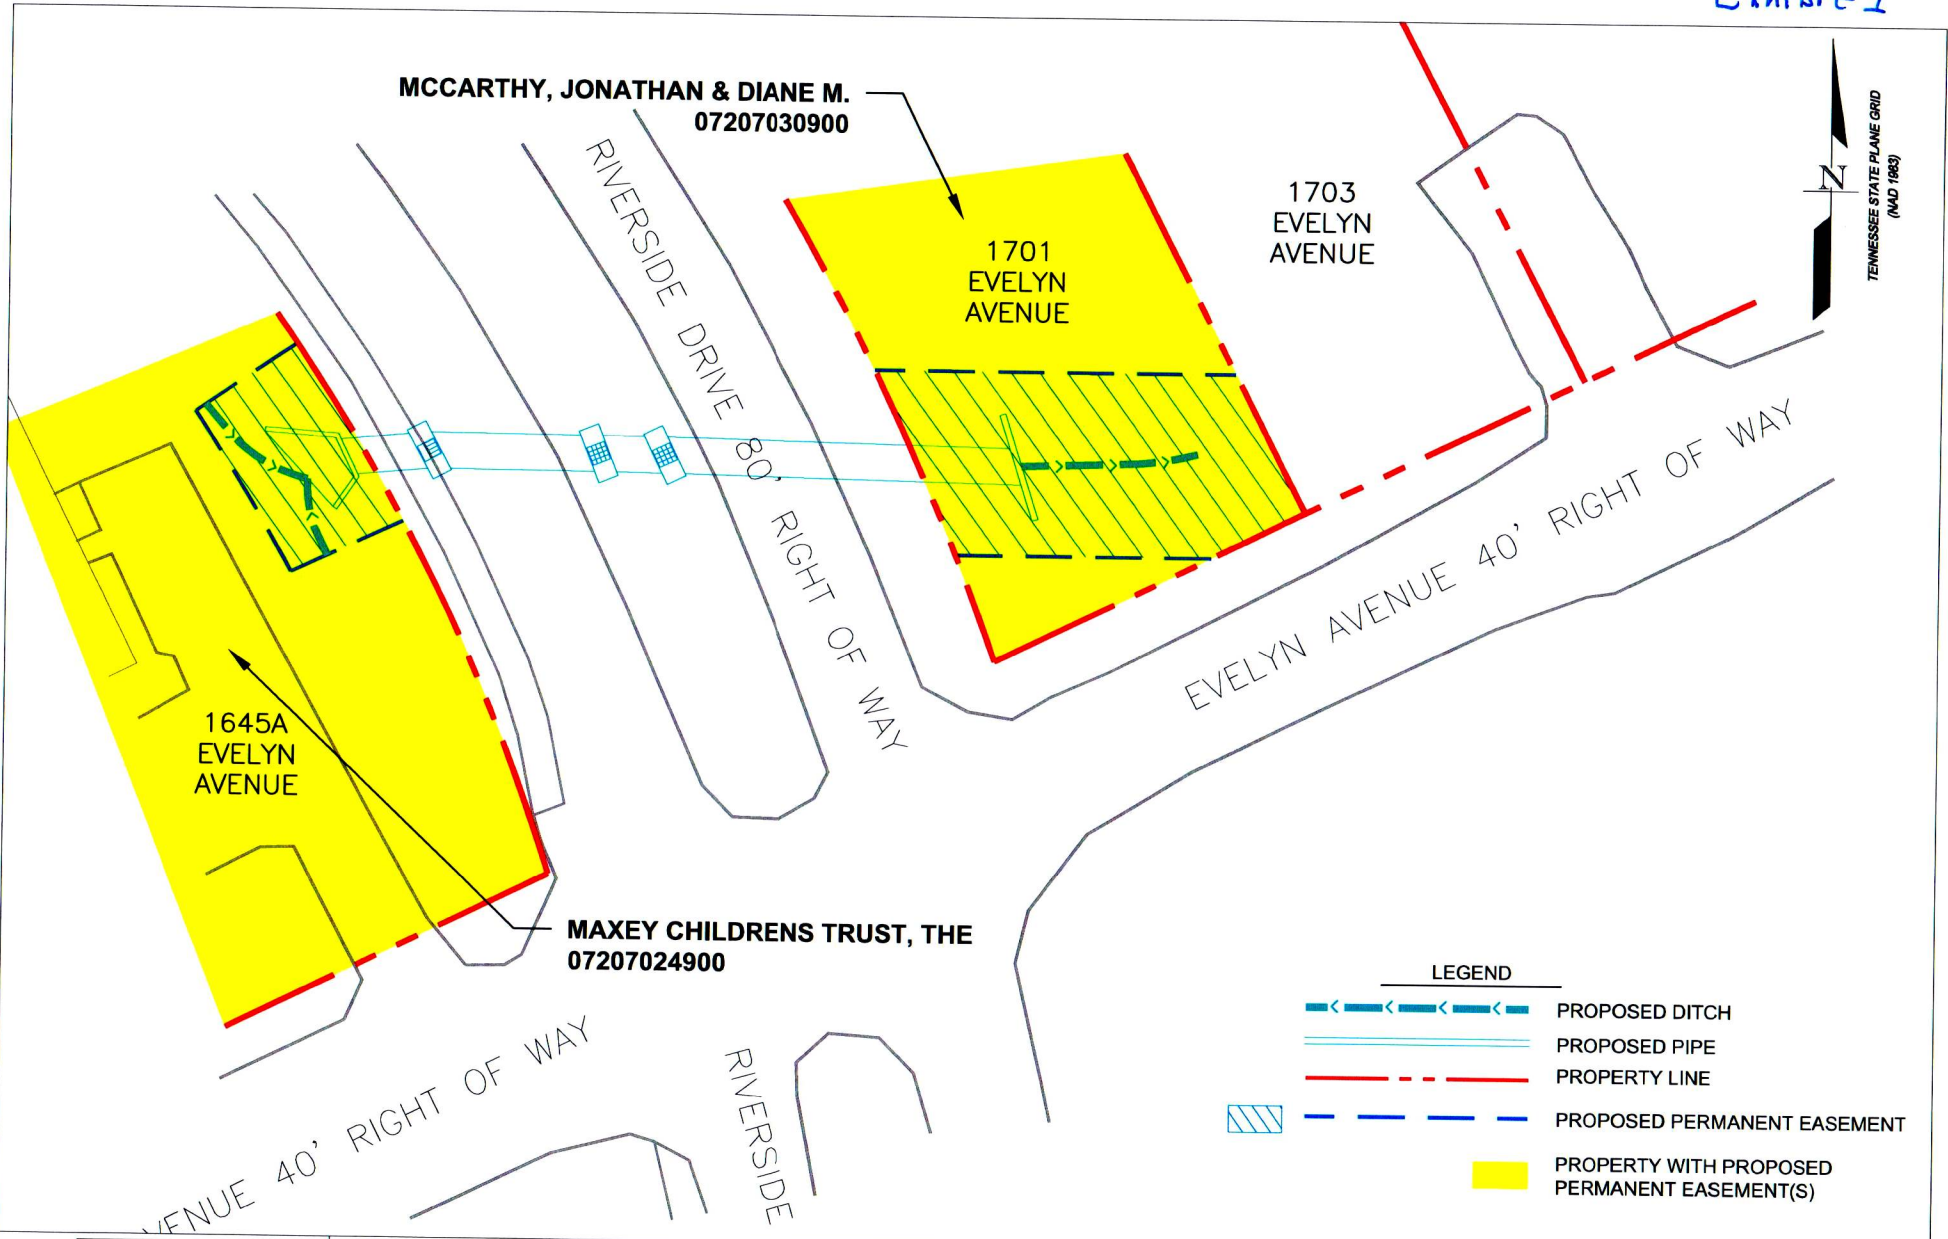 MCCARTHY, JONATHAN & DIANE M.
07207030900
RIVERSIDE DRIVE 80' RIGHT OF WAY
1701
EVELYN
AVENUE
1703
EVELYN
AVENUE
N
TENNESSEE STATE PLANE GRID
(NAD 1983)
EVELYN AVENUE 40' RIGHT OF WAY
1645A
EVELYN
AVENUE
MAXEY CHILDRENS TRUST, THE
07207024900
VENUE 40' RIGHT OF WAY
RIVERSIDE
LEGEND
PROPOSED DITCH
PROPOSED PIPE
PROPERTY LINE
PROPOSED PERMANENT EASEMENT
PROPERTY WITH PROPOSED
PERMANENT EASEMENT(S)